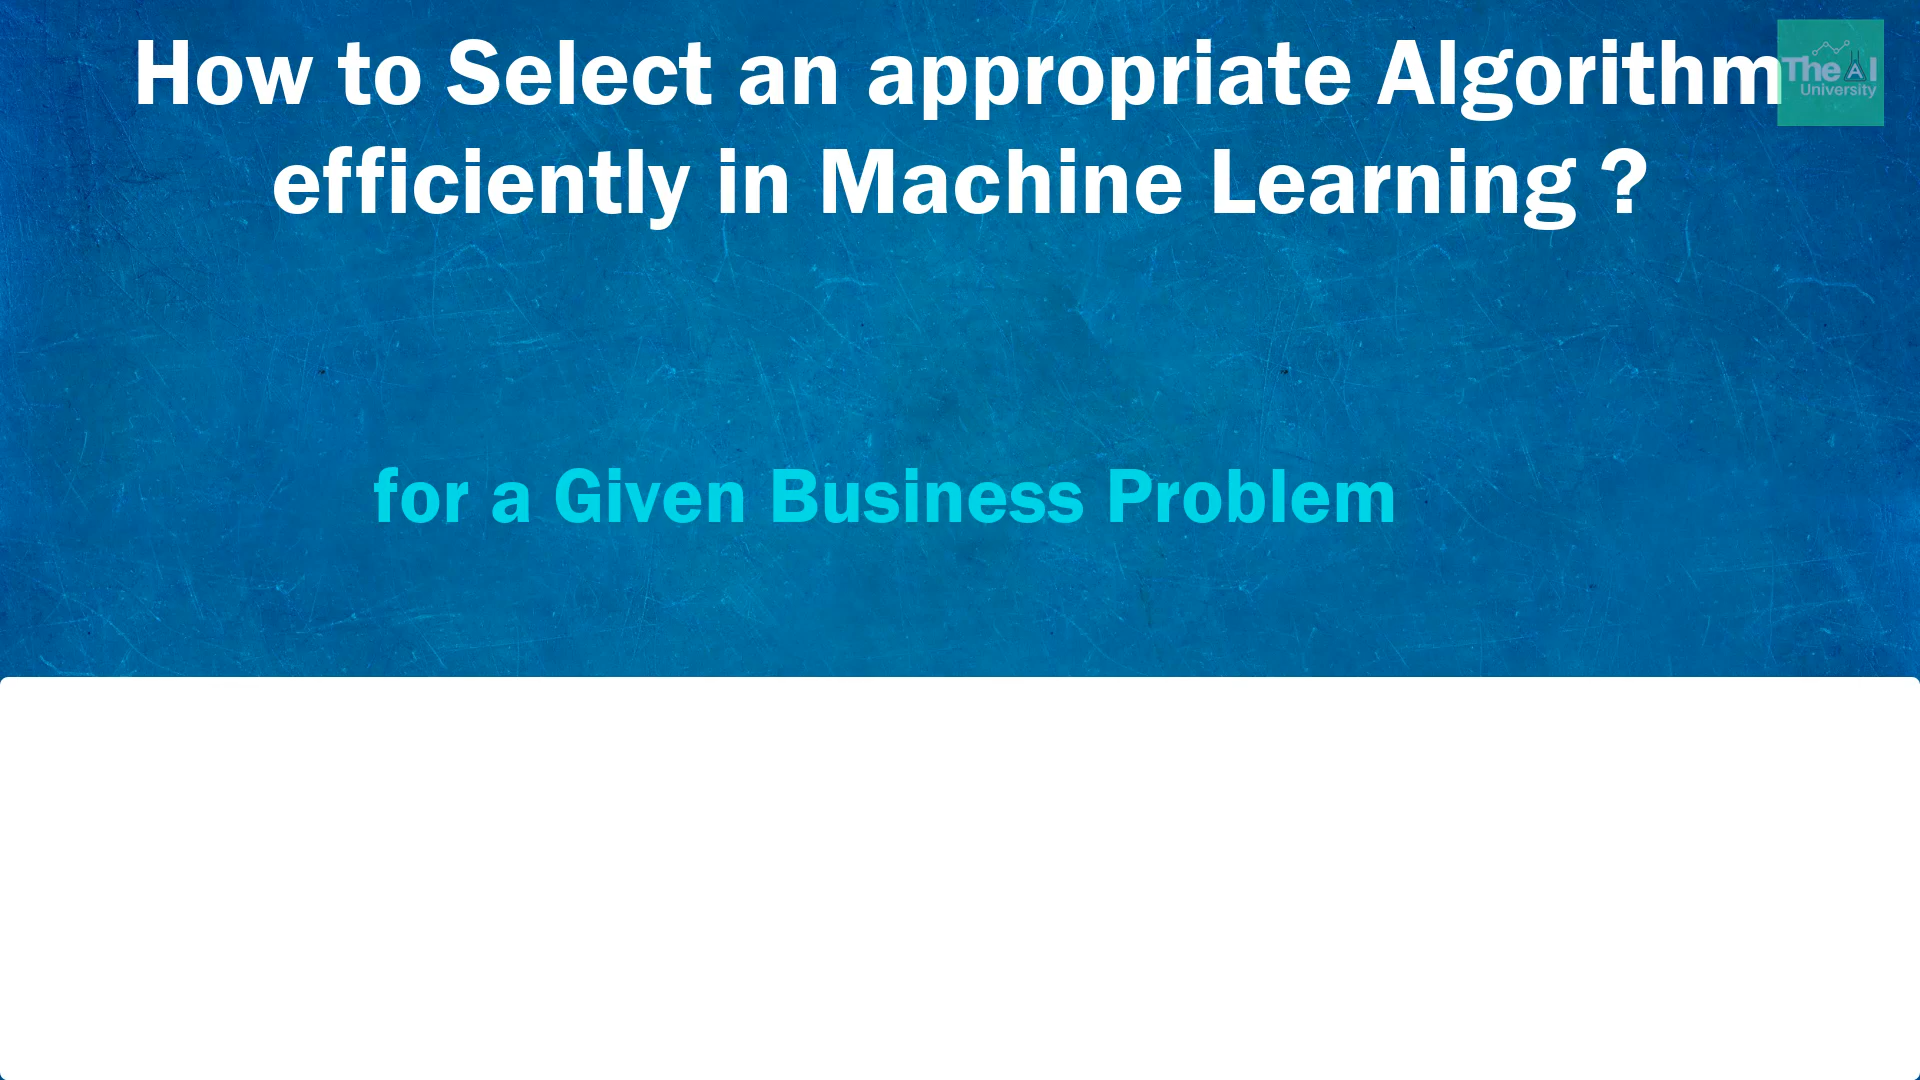 How to Select an appropriate Algorithm
efficiently in Machine Learning ?
The AI
University
for a Given Business Problem